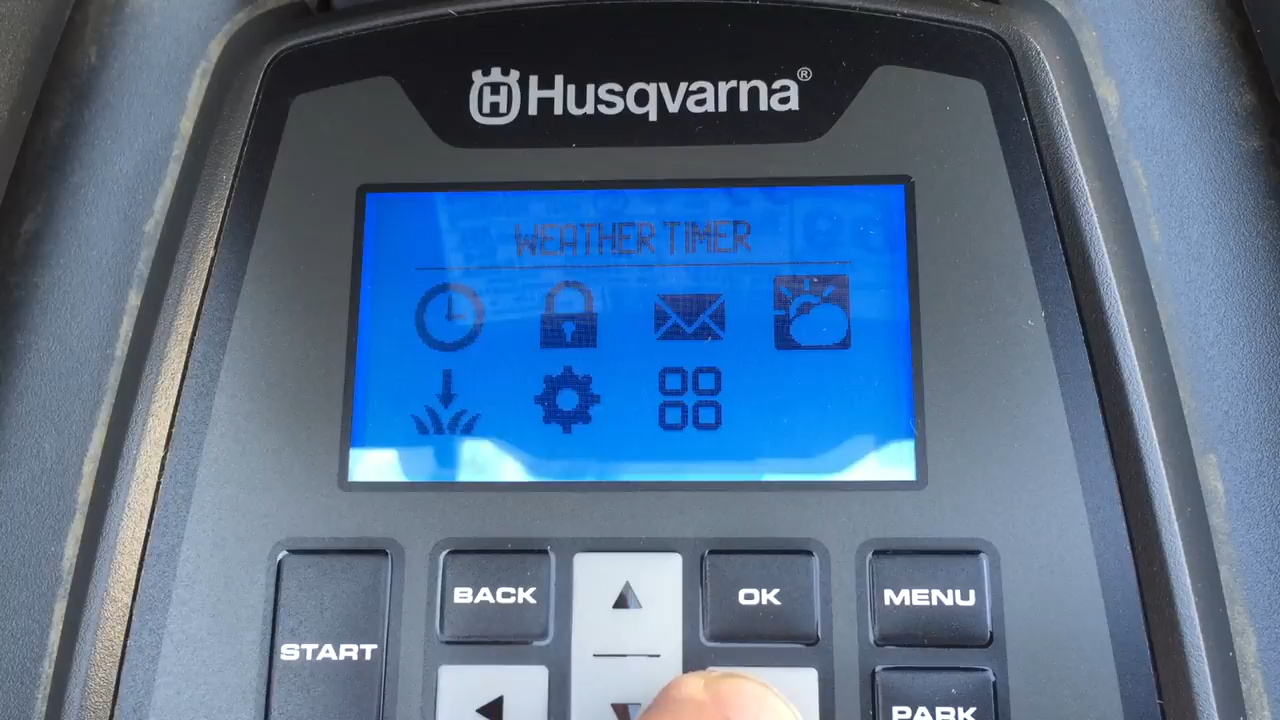 H Husqvarna®
WEATHER TIMER
BACK
OK
MENU
START
PARK